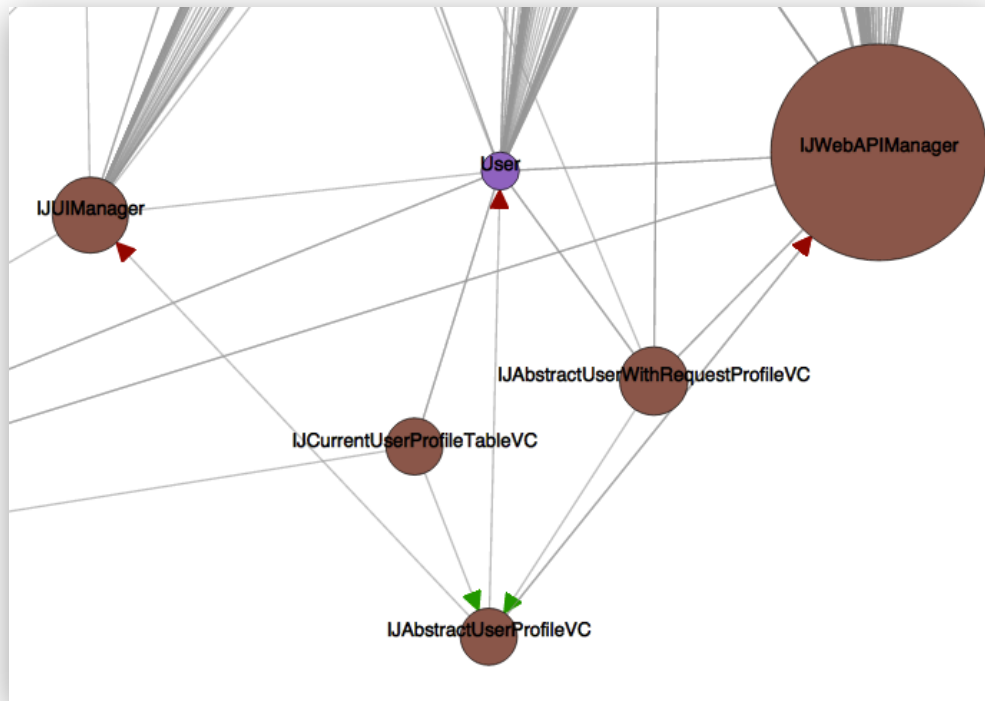 IJWebAPIManager
User
IJUIManager
IJAbstractUserWithRequestProfileVC
IJCurrentUserProfileTableVC
IJAbstractUserProfileVC